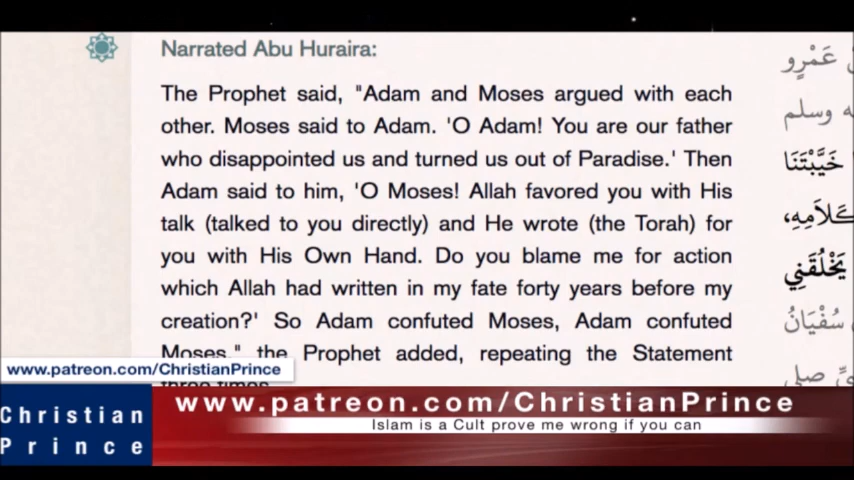 Narrated Abu Huraira:
The Prophet said, "Adam and Moses argued with each
other. Moses said to Adam. 'O Adam! You are our father
who disappointed us and turned us out of Paradise.' Then
Adam said to him, 'O Moses! Allah favored you with His
talk (talked to you directly) and He wrote (the Torah) for
you with His Own Hand. Do you blame me for action
which Allah had written in my fate forty years before my
creation?' So Adam confuted Moses, Adam confuted
Moses," the Prophet added, repeating the Statement
three times.
عَمْرٍو
ه وسلم
خَيَّبْتَنَا
يَخْلُقَنِي
سُفْيَانُ
صلى
www.patreon.com/ChristianPrince
Christian
Prince
www.patreon.com/ChristianPrince
Islam is a Cult prove me wrong if you can